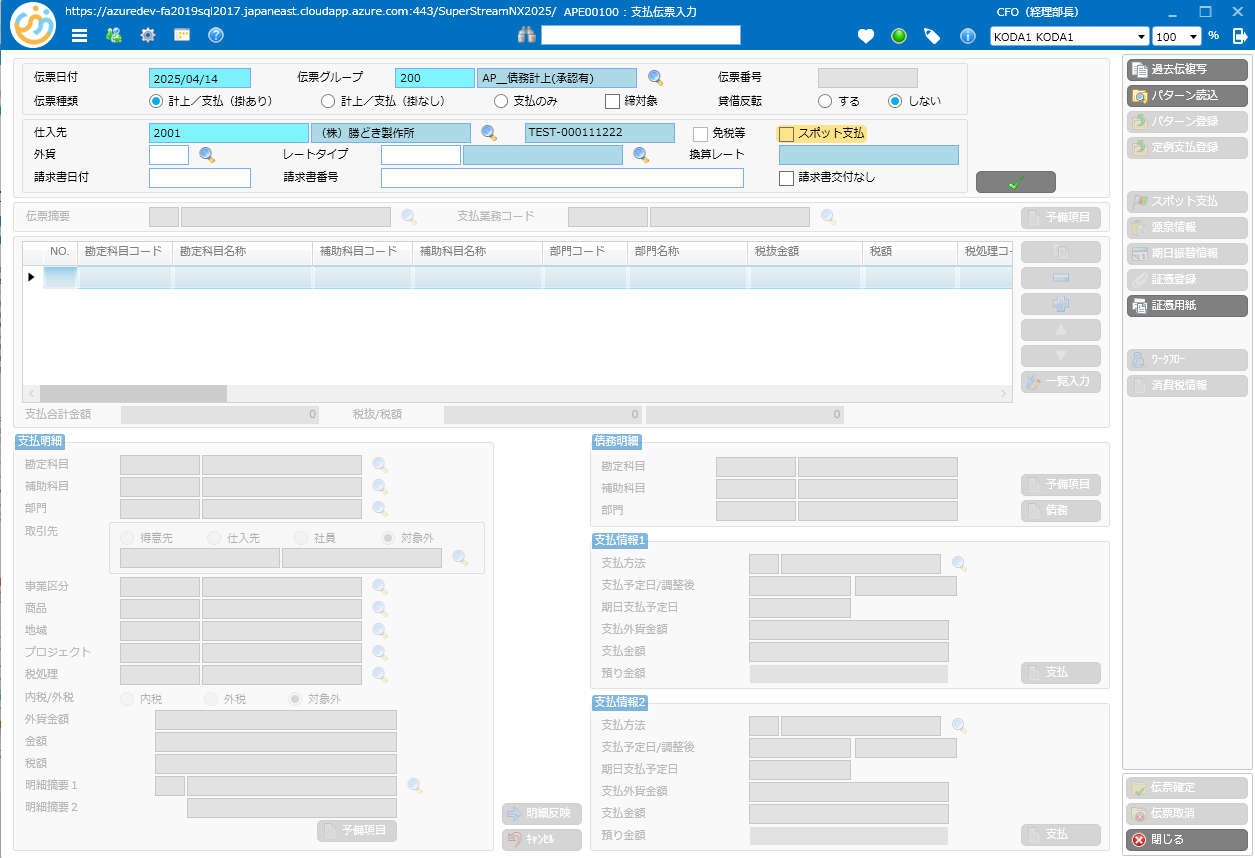 https://azuredev-fa2019sql2017.japaneast.cloudapp.azure.com:443/SuperStreamNX2025/ APE00100：支払伝票入力 CFO（経理部長）
KODA1 KODA1 100 %
伝票日付 2025/04/14 伝票グループ 200 AP__債務計上(承認有) 伝票番号
伝票種類 計上／支払（掛あり） 計上／支払（掛なし） 支払のみ 締対象 貸借反転 する しない
仕入先 2001 （株）勝どき製作所 TEST-000111222 免税等 スポット支払
外貨 レートタイプ 換算レート
請求書日付 請求書番号 請求書交付なし
伝票摘要 支払業務コード 予備項目
NO. 勘定科目コード 勘定科目名称 補助科目コード 補助科目名称 部門コード 部門名称 税抜金額 税額 税処理コー
一覧入力
支払合計金額 0 税抜/税額 0 0
支払明細
勘定科目
補助科目
部門
取引先 得意先 仕入先 社員 対象外
事業区分
商品
地域
プロジェクト
税処理
内税/外税 内税 外税 対象外
外貨金額
金額
税額
明細摘要１
明細摘要２
予備項目
明細反映
ｷｬﾝｾﾙ
債務明細
勘定科目
補助科目 予備項目
部門 債務
支払情報1
支払方法
支払予定日/調整後
期日支払予定日
支払外貨金額
支払金額
預り金額 支払
支払情報2
支払方法
支払予定日/調整後
期日支払予定日
支払外貨金額
支払金額
預り金額 支払
過去伝複写
パターン読込
パターン登録
定例支払登録
スポット支払
源泉情報
期日振替情報
証憑登録
証憑用紙
ﾜｰｸﾌﾛｰ
消費税情報
伝票確定
伝票取消
閉じる